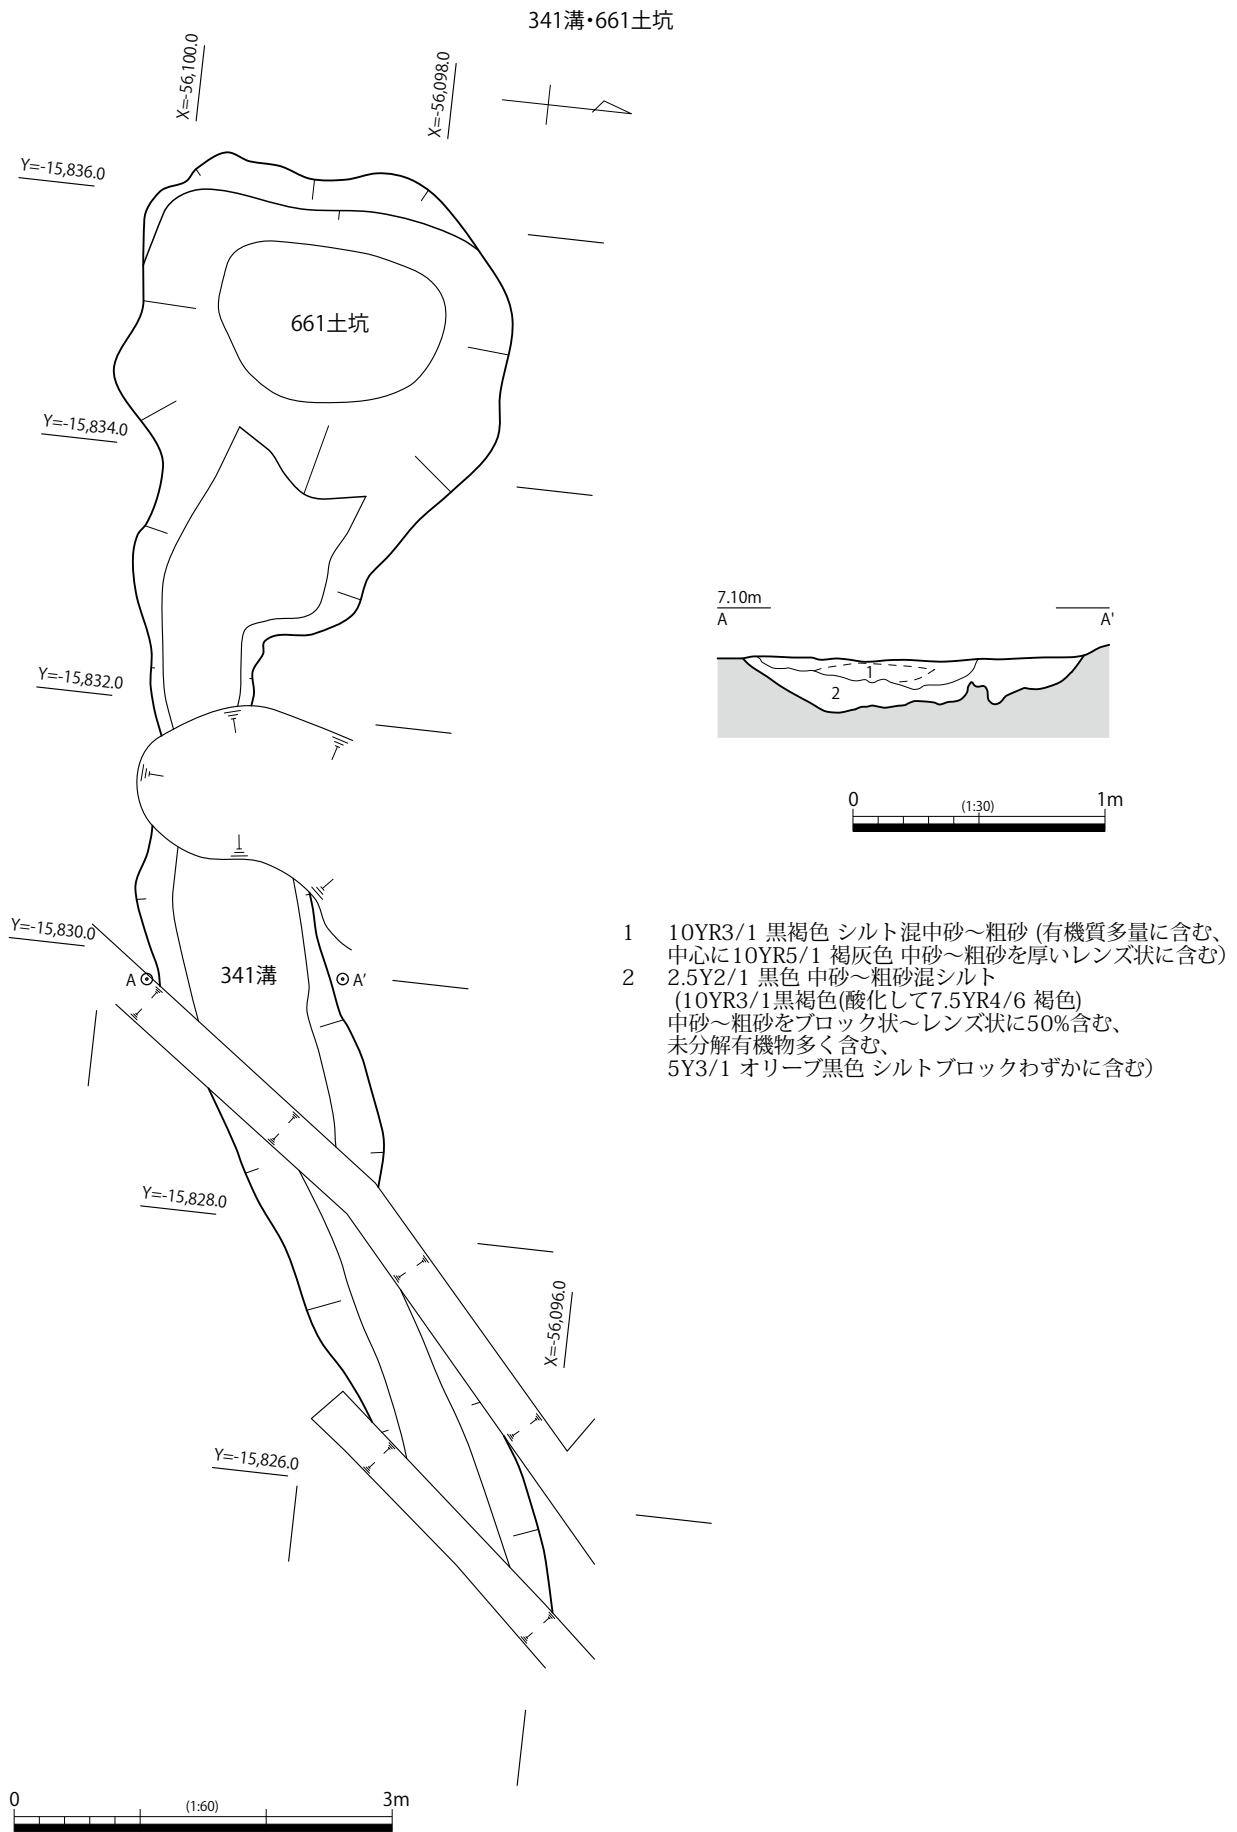 341溝・661土坑
X=-56,100.0
X=-56,098.0
Y=-15,836.0
661土坑
Y=-15,834.0
Y=-15,832.0
7.10m
A
A'
1
2
0
(1:30)
1m
Y=-15,830.0
A
341溝
A'
1 10YR3/1 黒褐色 シルト混中砂～粗砂 (有機質多量に含む、
中心に10YR5/1 褐灰色 中砂～粗砂を厚いレンズ状に含む)
2 2.5Y2/1 黒色 中砂～粗砂混シルト
(10YR3/1黒褐色(酸化して7.5YR4/6 褐色)
中砂～粗砂をブロック状～レンズ状に50%含む、
未分解有機物多く含む、
5Y3/1 オリーブ黒色 シルトブロックわずかに含む)
Y=-15,828.0
X=-56,096.0
Y=-15,826.0
0
(1:60)
3m